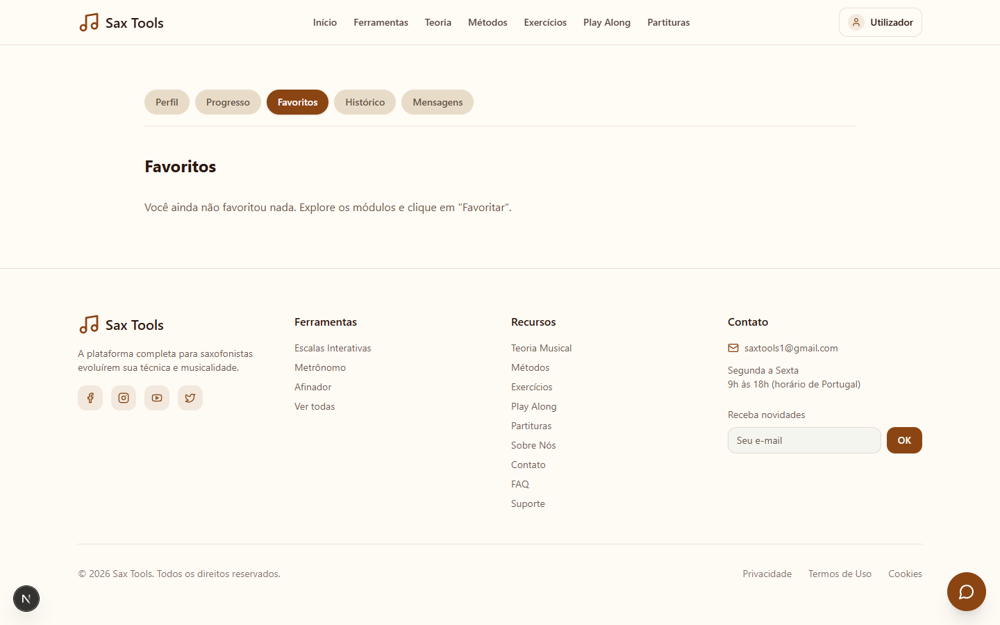 Sax Tools
Início
Ferramentas
Teoria
Métodos
Exercícios
Play Along
Partituras
Utilizador
Perfil
Progresso
Favoritos
Histórico
Mensagens
Favoritos
Você ainda não favoritou nada. Explore os módulos e clique em "Favoritar".
Sax Tools
A plataforma completa para saxofonistas
evoluírem sua técnica e musicalidade.
Ferramentas
Escalas Interativas
Metrônomo
Afinador
Ver todas
Recursos
Teoria Musical
Métodos
Exercícios
Play Along
Partituras
Sobre Nós
Contato
FAQ
Suporte
Contato
saxtools1@gmail.com
Segunda a Sexta
9h às 18h (horário de Portugal)
Receba novidades
Seu e-mail
OK
© 2026 Sax Tools. Todos os direitos reservados.
Privacidade
Termos de Uso
Cookies
N